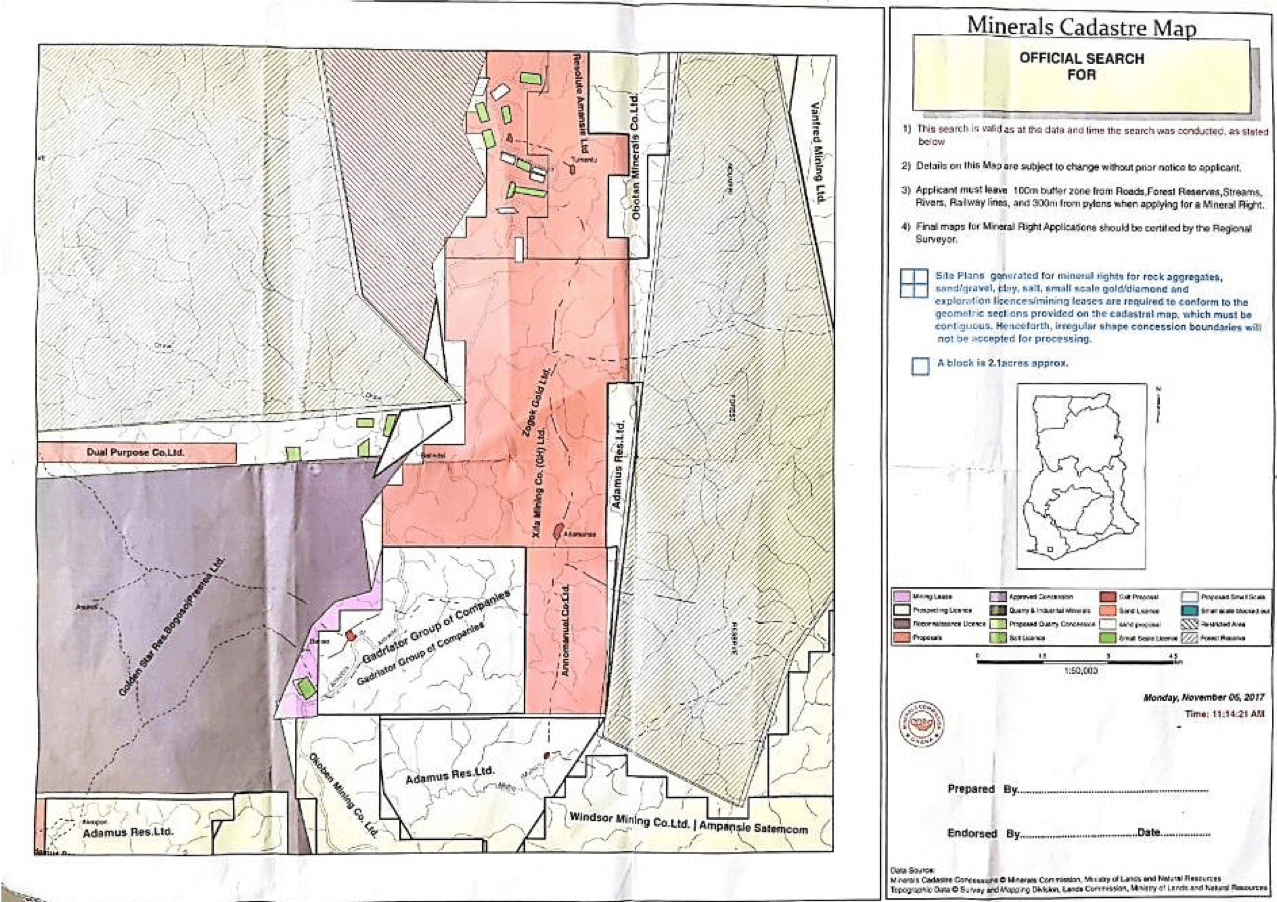 Minerals Cadastre Map
OFFICIAL SEARCH
FOR
1) This search is valid as at the date and time the search was conducted, as stated
below
2) Details on this Map are subject to change without prior notice to applicant.
3) Applicant must leave 100m buffer zone from Roads,Forest Reserves,Streams,
Rivers, Railway lines, and 300m from pylons when applying for a Mineral Right.
4) Final maps for Mineral Right Applications should be certified by the Regional
Surveyor.
Site Plans generated for mineral rights for rock aggregates,
sand/gravel, clay, salt, small scale gold/diamond and
exploration licences/mining leases are required to conform to the
geometric sections provided on the cadastral map, which must be
contiguous. Henceforth, irregular shape concession boundaries will
not be accepted for processing.
A block is 2.1acres approx.
Mining Lease
Prospecting Licence
Reconnaissance Licence
Proposals
Approved Concession
Quarry & Industrial Minerals
Proposed Quarry Concession
Salt Licence
Salt Proposal
Sand Licence
sand proposal
Small Scale Licence
Proposed Small Scale
Small scale blocked out
Restricted Area
Forest Reserve
0 1.5 3 4.5
km
1:50,000
Monday, November 06, 2017
Time: 11:14:21 AM
MINERALS COMMISSION
GHANA
Prepared By
Endorsed By Date
Data Source:
Minerals Cadastre Concessions © Minerals Commission, Ministry of Lands and Natural Resources
Topographic Data © Survey and Mapping Division, Lands Commission, Ministry of Lands and Natural Resources
Resolute Amansie Ltd
Obotan Minerals Co.Ltd.
Vanfred Mining Ltd.
Zogok Gold Ltd.
Xifa Mining Co. (GH) Ltd.
Adamus Res.Ltd.
FOREST
RESERVE
Dual Purpose Co.Ltd.
Golden Star Res.Bogoso|Prestea Ltd.
Gadriator Group of Companies
Gadriator Group of Companies
Annomanuel Co.Ltd.
Okoben Mining Co. Ltd.
Adamus Res.Ltd.
Adamus Res.Ltd.
Windsor Mining Co.Ltd. | Ampansie Satemcom